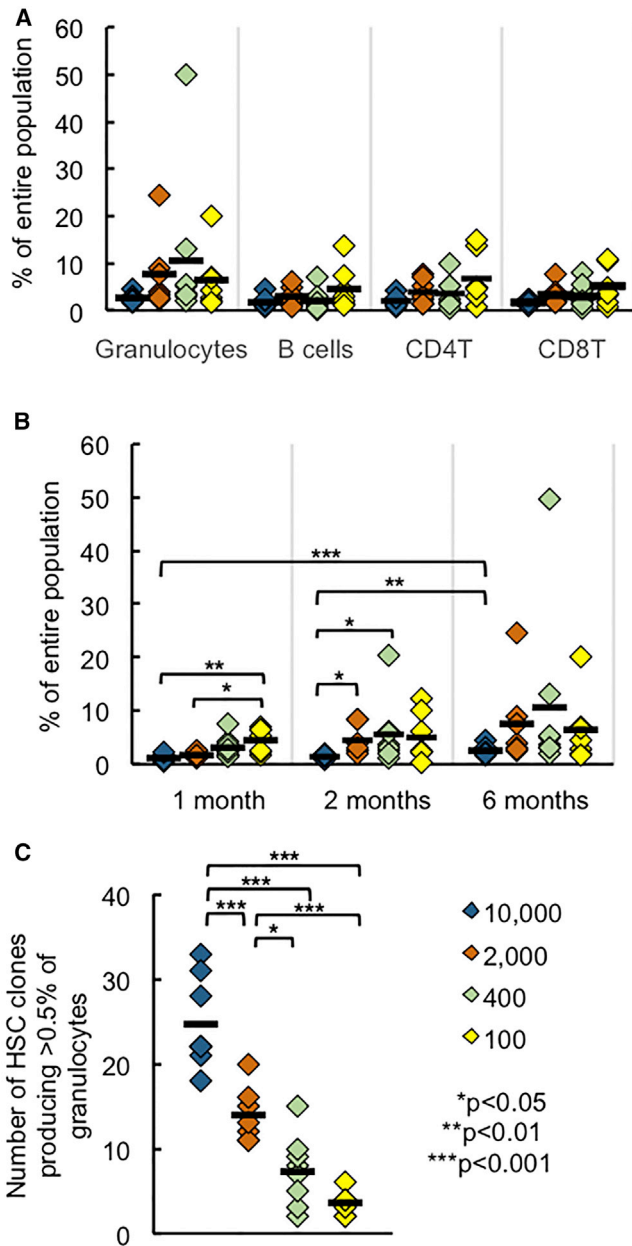 A
% of entire population
60
50
40
30
20
10
0
Granulocytes B cells CD4T CD8T
B
% of entire population
60
50
40
30
20
10
0
***
**
*
*
**
*
1 month 2 months 6 months
C
Number of HSC clones
producing >0.5% of
granulocytes
40
30
20
10
0
***
***
*** ***
*
10,000
2,000
400
100
*p<0.05
**p<0.01
***p<0.001